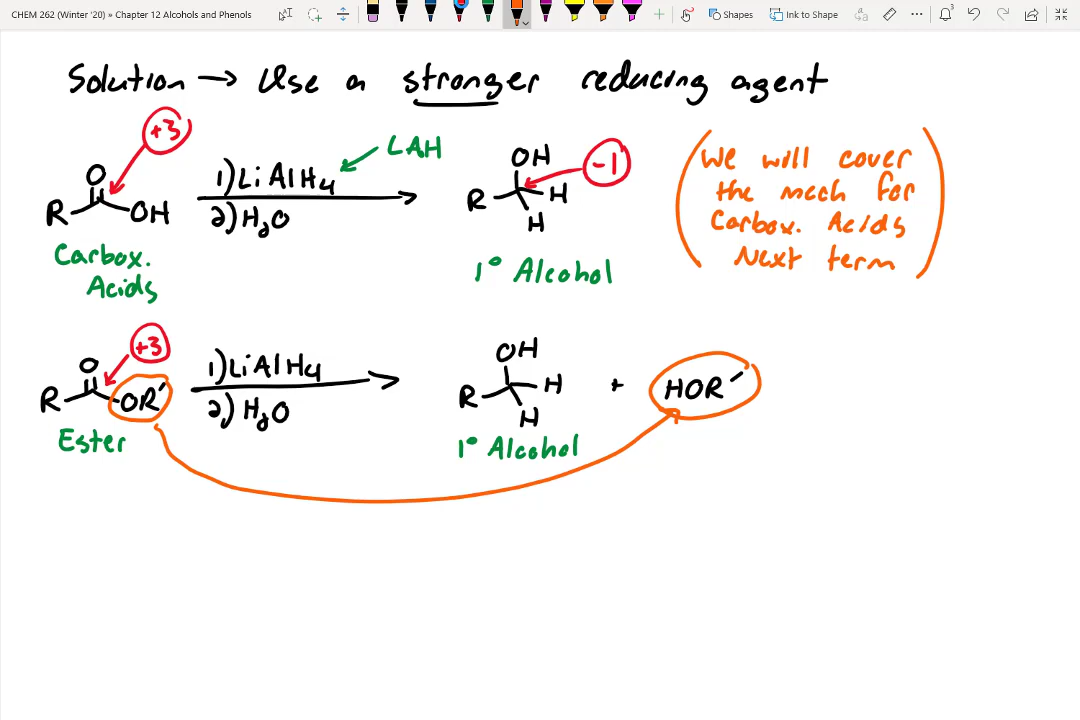 CHEM 262 (Winter '20) » Chapter 12 Alcohols and Phenols
Shapes
Ink to Shape
3
Solution → Use a stronger reducing agent
+3
LAH
1) LiAlH4
2) H2O
O
R
OH
Carbox.
Acids
OH
-1
R
H
H
1° Alcohol
(We will cover
the mech for
Carbox. Acids
Next term)
+3
O
R
OR′
Ester
1) LiAlH4
2) H2O
OH
R
H
H
1° Alcohol
+ HOR′